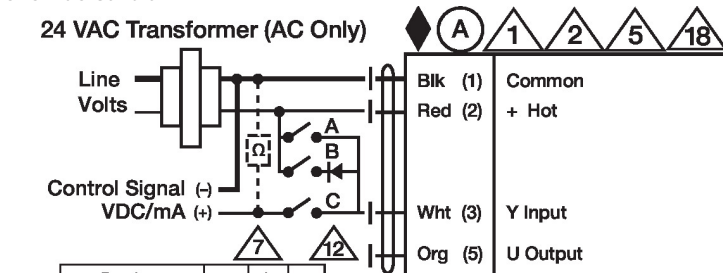 24 VAC Transformer (AC Only)
A 1 2 5 18
Line
Volts
Blk (1) Common
Red (2) + Hot
A
B
Ω
Control Signal (–)
VDC/mA (+)
C
Wht (3) Y Input
7 12
Org (5) U Output